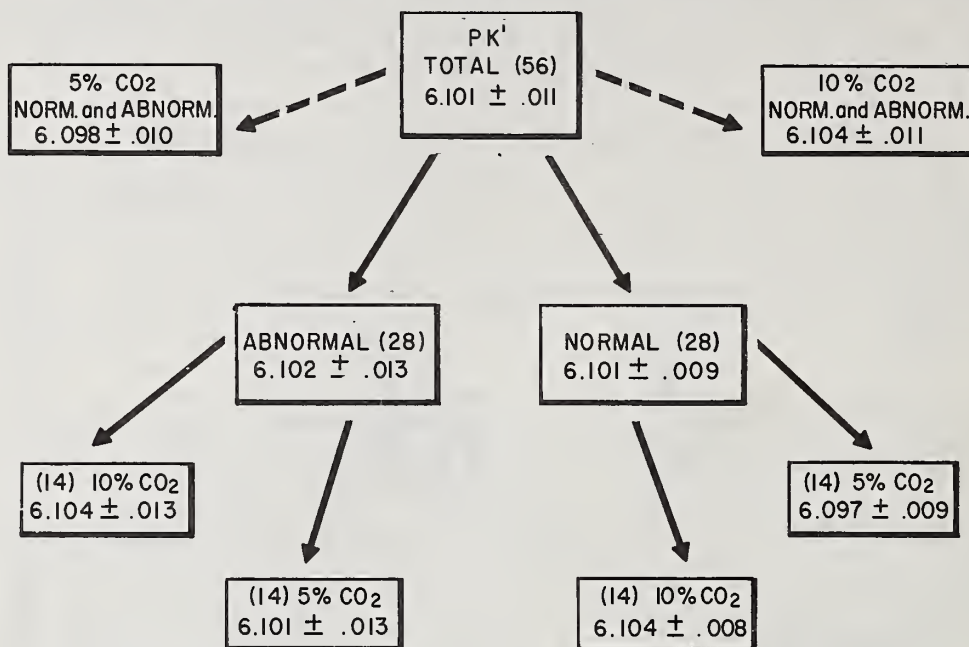 PK'
TOTAL (56)
6.101 ± .011
5% CO2
NORM. and ABNORM.
6.098 ± .010
10% CO2
NORM. and ABNORM.
6.104 ± .011
ABNORMAL (28)
6.102 ± .013
NORMAL (28)
6.101 ± .009
(14) 10% CO2
6.104 ± .013
(14) 5% CO2
6.097 ± .009
(14) 5% CO2
6.101 ± .013
(14) 10% CO2
6.104 ± .008